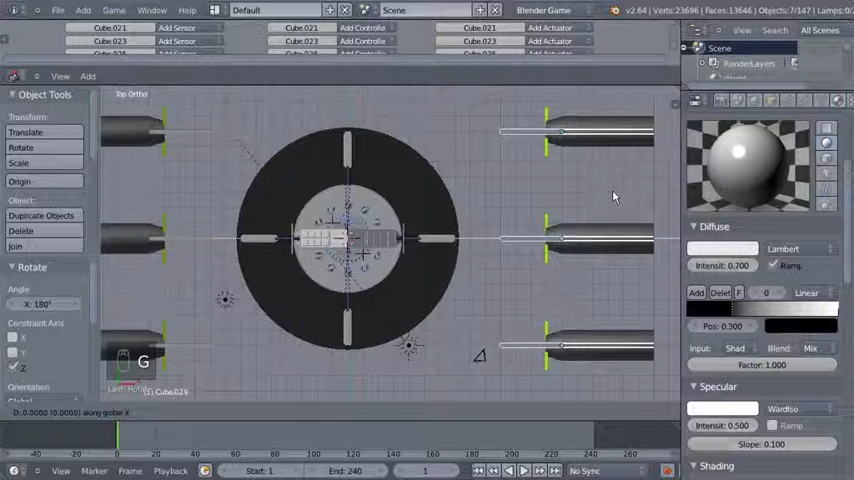 File Add Game Window Help Default Scene Blender Game v2.64 | Verts:23696 | Faces:13646 | Objects:7/147 | Lamps:0/2
View Search All Scenes
Cube.021 Add Sensor Cube.021 Add Controlle Cube.021 Add Actuator
Cube.023 Add Sensor Cube.023 Add Controlle Cube.023 Add Actuator
Scene
RenderLayers
View Add
Object Tools
Top Ortho
Transform:
Translate
Rotate
Scale
Origin
Object:
Duplicate Objects
Delete
Join
Rotate
Angle
X: 180°
Constraint Axis
X
Y
Z
Orientation
G
(1) Cube.029
D: 0.0000 (0.0000) along global X
Diffuse
Lambert
Intensit: 0.700 Ramp
Add Delet F 0 Linear
Pos: 0.300
Input: Shad Blend: Mix
Factor: 1.000
Specular
WardIso
Intensit: 0.500 Ramp
Slope: 0.100
Shading
-40 -20 0 20 40 60 80 100 120 140 160 180 200 220 240 260
View Marker Frame Playback Start: 1 End: 240 1 No Sync